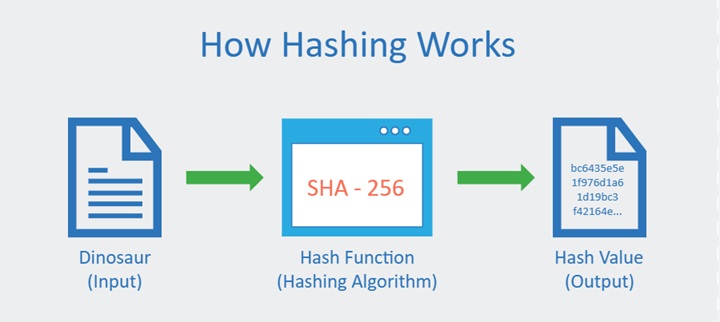 How Hashing Works
SHA - 256
bc6435e5e
1f976d1a6
1d19bc3
f42164e...
Dinosaur
(Input)
Hash Function
(Hashing Algorithm)
Hash Value
(Output)